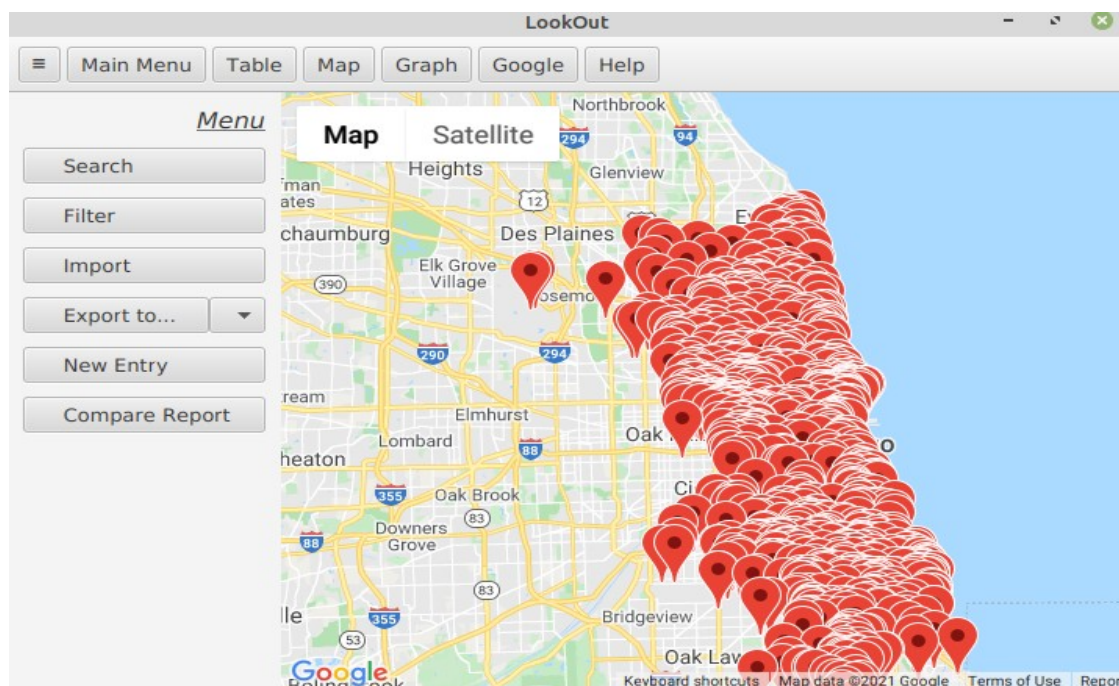 LookOut
≡ Main Menu Table Map Graph Google Help
Menu
Search
Filter
Import
Export to...
New Entry
Compare Report
Map Satellite
Northbrook
294
94
Heights
Glenview
12
chaumburg
Des Plaines
Elk Grove
Village
390
290
294
Elmhurst
Lombard
88
heaton
355
Oak Brook
83
Downers
Grove
88
83
355
Bridgeview
53
Oak Law
Google
Keyboard shortcuts Map data ©2021 Google Terms of Use Repor